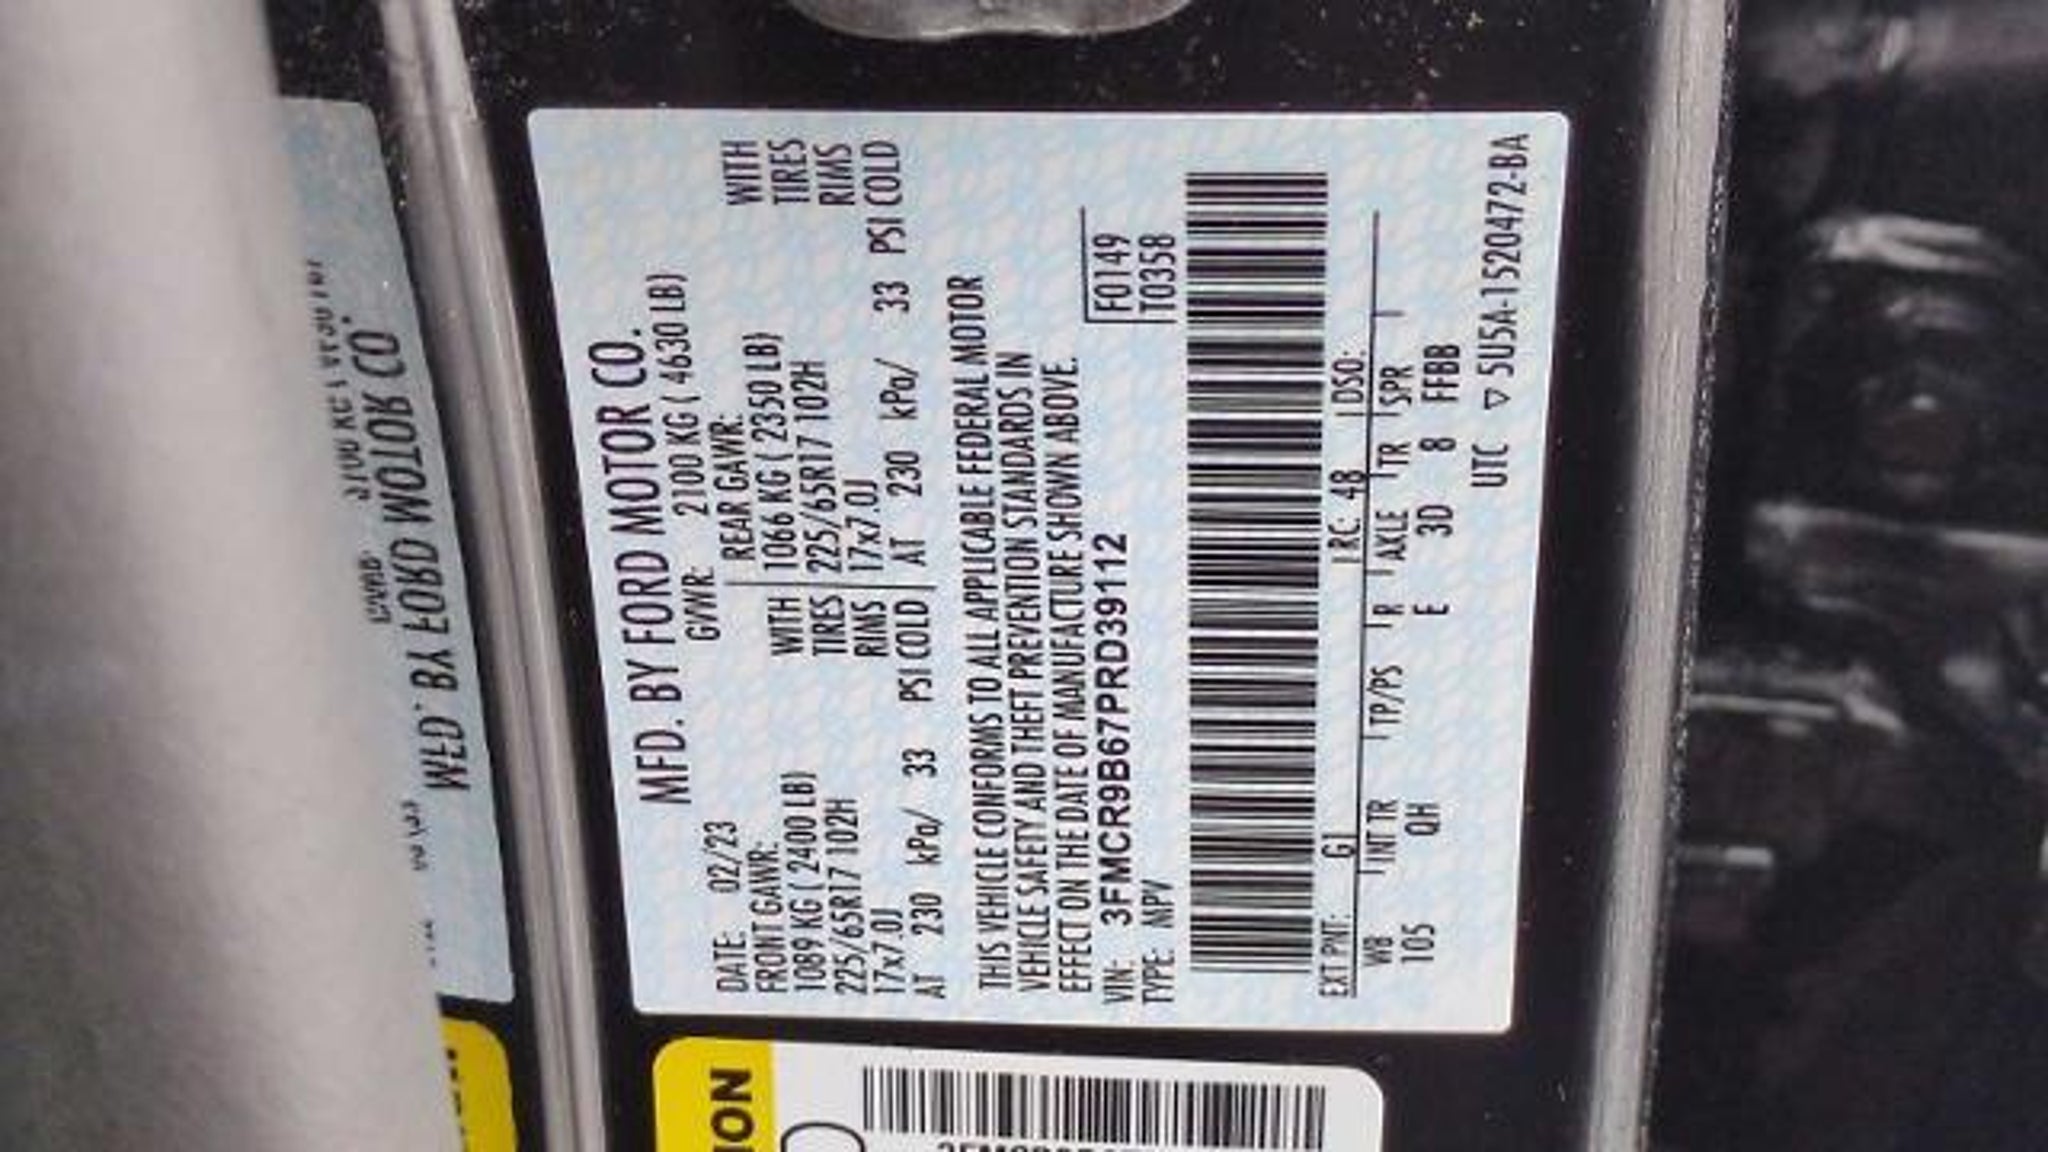 MFD. BY FORD MOTOR CO.
DATE: 02/23 GVWR: 2100 KG ( 4630 LB)
FRONT GAWR: REAR GAWR:
1089 KG ( 2400 LB) WITH 1066 KG ( 2350 LB) WITH
225/65R17 102H TIRES 225/65R17 102H TIRES
17x7.0J RIMS 17x7.0J RIMS
AT 230 kPa/ 33 PSI COLD AT 230 kPa/ 33 PSI COLD
THIS VEHICLE CONFORMS TO ALL APPLICABLE FEDERAL MOTOR
VEHICLE SAFETY AND THEFT PREVENTION STANDARDS IN
EFFECT ON THE DATE OF MANUFACTURE SHOWN ABOVE.
VIN: 3FMCR9B67PRD39112 F0149
TYPE: MPV T0358
EXT PNT: G1 RC: 48 DSO:
WB INT TR TP/PS R AXLE TR SPR
105 QH E 3D 8 FFBB
UTC ▽ 5U5A-1520472-BA
MFD. BY FORD MOTOR CO.